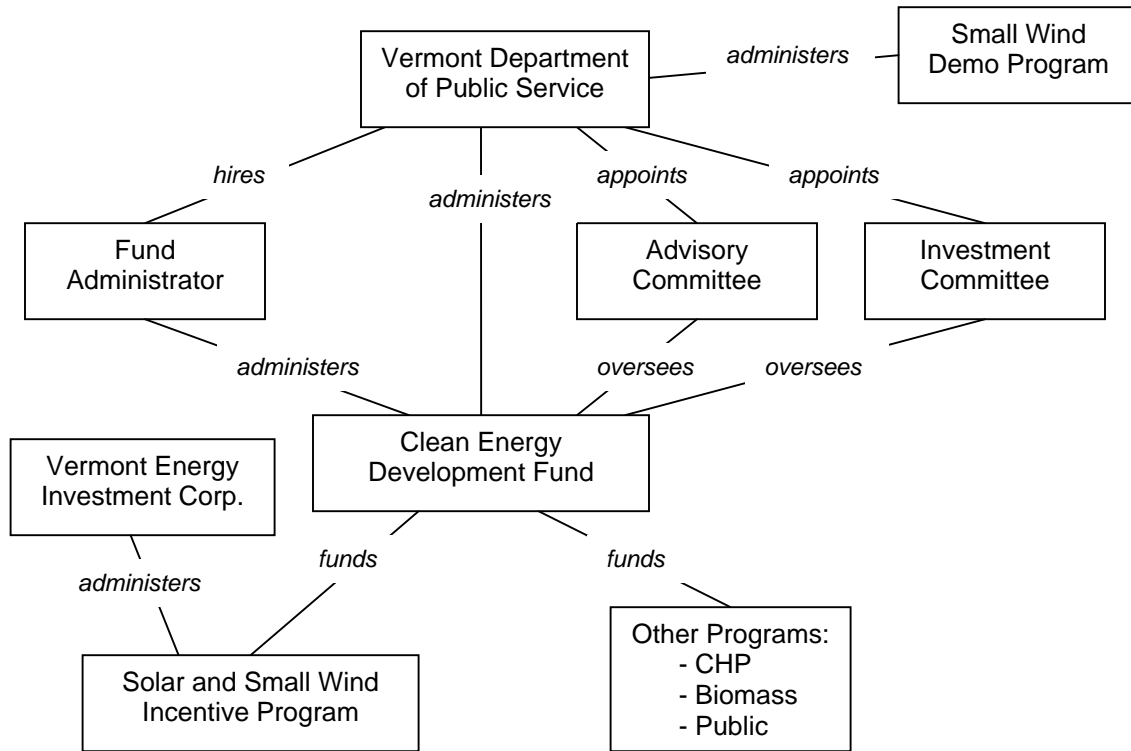 Small Wind
Demo Program
administers
Vermont Department
of Public Service
hires
administers
appoints
appoints
Fund
Administrator
Advisory
Committee
Investment
Committee
administers
oversees
oversees
Clean Energy
Development Fund
Vermont Energy
Investment Corp.
administers
funds
funds
Solar and Small Wind
Incentive Program
Other Programs:
- CHP
- Biomass
- Public